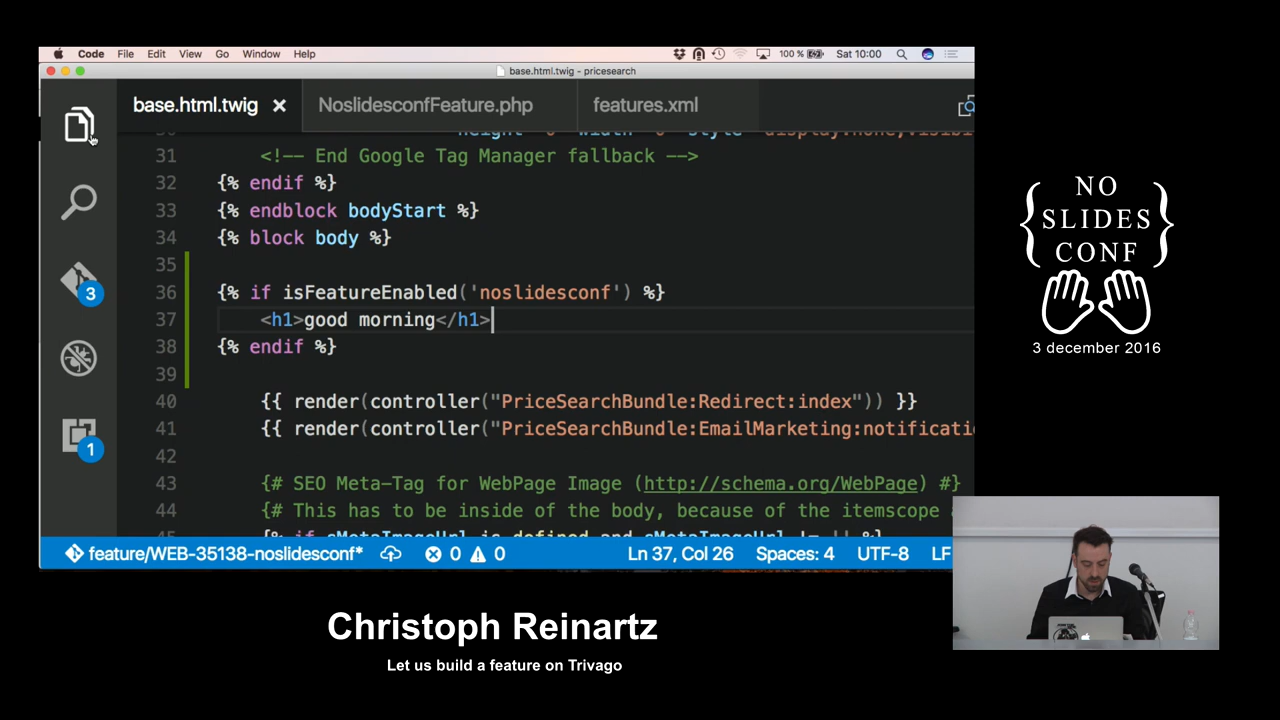 Code File Edit View Go Window Help 100 % Sat 10:00
base.html.twig - pricesearch
base.html.twig × NoslidesconfFeature.php features.xml
31 <!-- End Google Tag Manager fallback -->
32 {% endif %}
33 {% endblock bodyStart %}
34 {% block body %}
35
36 {% if isFeatureEnabled('noslidesconf') %}
37 <h1>good morning</h1>
38 {% endif %}
39
40 {{ render(controller("PriceSearchBundle:Redirect:index")) }}
41 {{ render(controller("PriceSearchBundle:EmailMarketing:notificatio
42
43 {# SEO Meta-Tag for WebPage Image (http://schema.org/WebPage) #}
44 {# This has to be inside of the body, because of the itemscope
3
1
feature/WEB-35138-noslidesconf* 0 0 Ln 37, Col 26 Spaces: 4 UTF-8 LF
NO
SLIDES
CONF
3 december 2016
Christoph Reinartz
Let us build a feature on Trivago